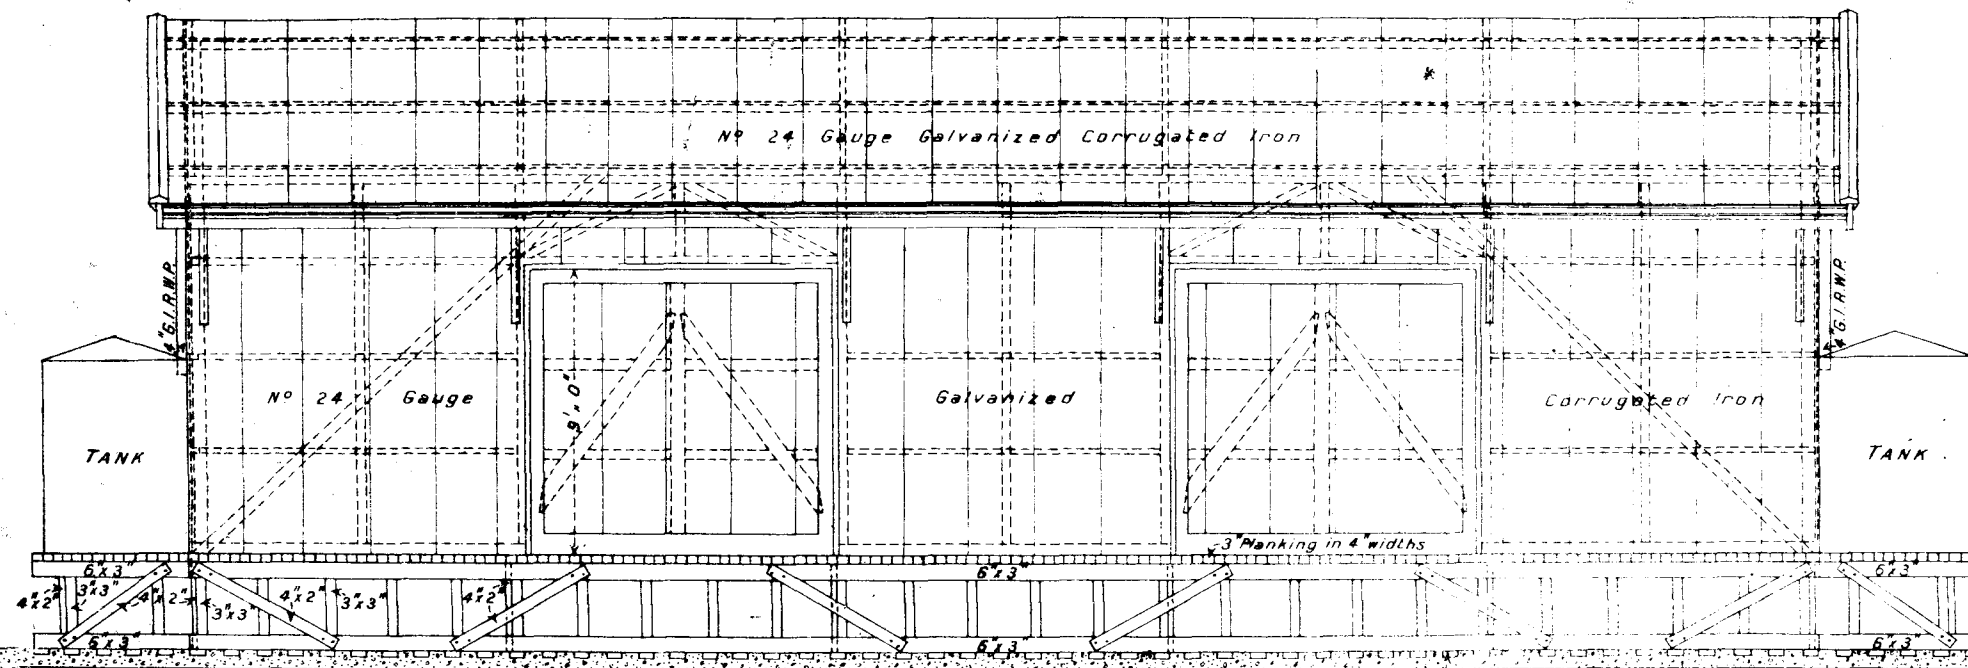 Nº 24 Gauge Galvanized Corrugated Iron
4" G.I.R.W.P.
4" G.I.R.W.P.
9'x0"
Nº 24 Gauge Galvanized Corrugated Iron
TANK
TANK
3" Planking in 4" widths
6"x3"
6"x3"
6"x3"
4"x2"
3"x3"
4"x2"
3"x3"
4"x2"
3"x3"
4"x2"
6"x3"
6"x3"
6"x3"